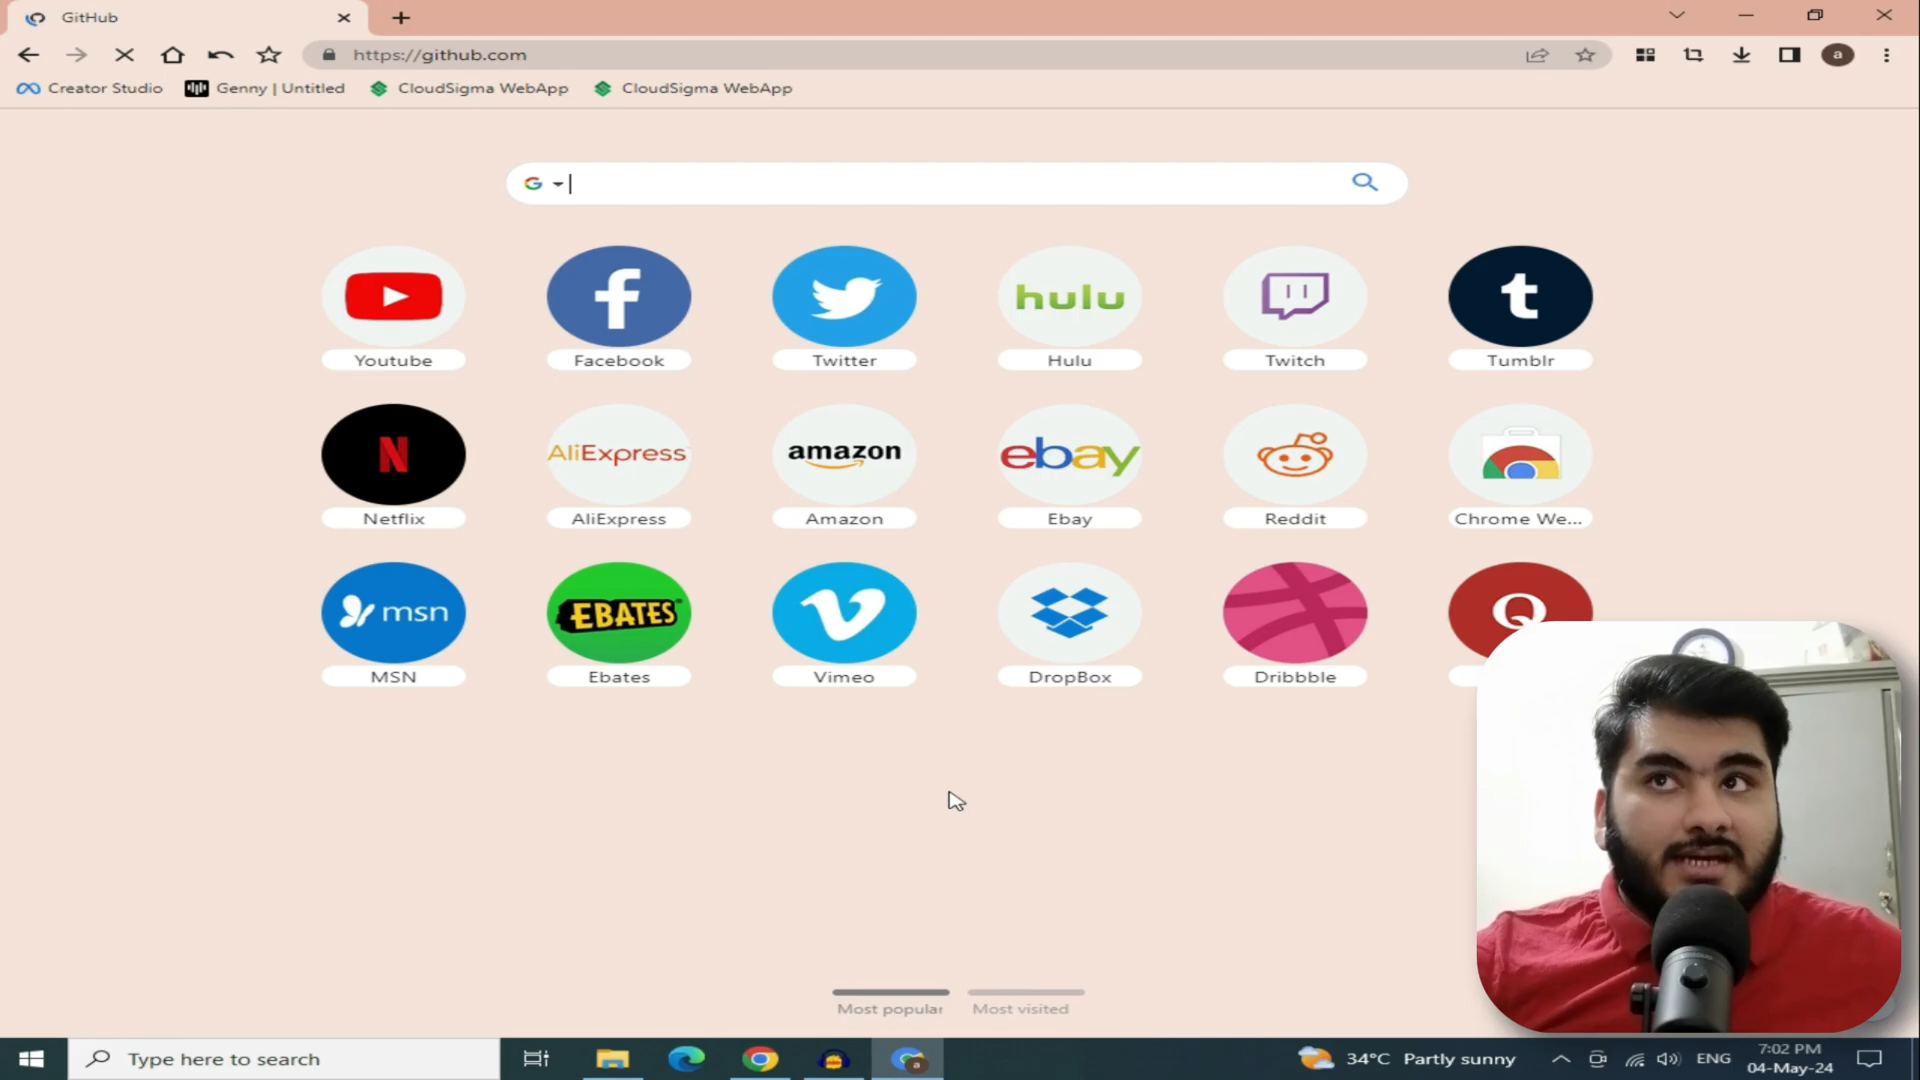 GitHub
https://github.com
Creator Studio
Genny | Untitled
CloudSigma WebApp
CloudSigma WebApp
hulu
Youtube
Facebook
Twitter
Hulu
Twitch
Tumblr
AliExpress
amazon
ebay
Netflix
AliExpress
Amazon
Ebay
Reddit
Chrome We...
msn
EBATES
MSN
Ebates
Vimeo
DropBox
Dribbble
Most popular
Most visited
Type here to search
34°C Partly sunny
ENG
7:02 PM
04-May-24